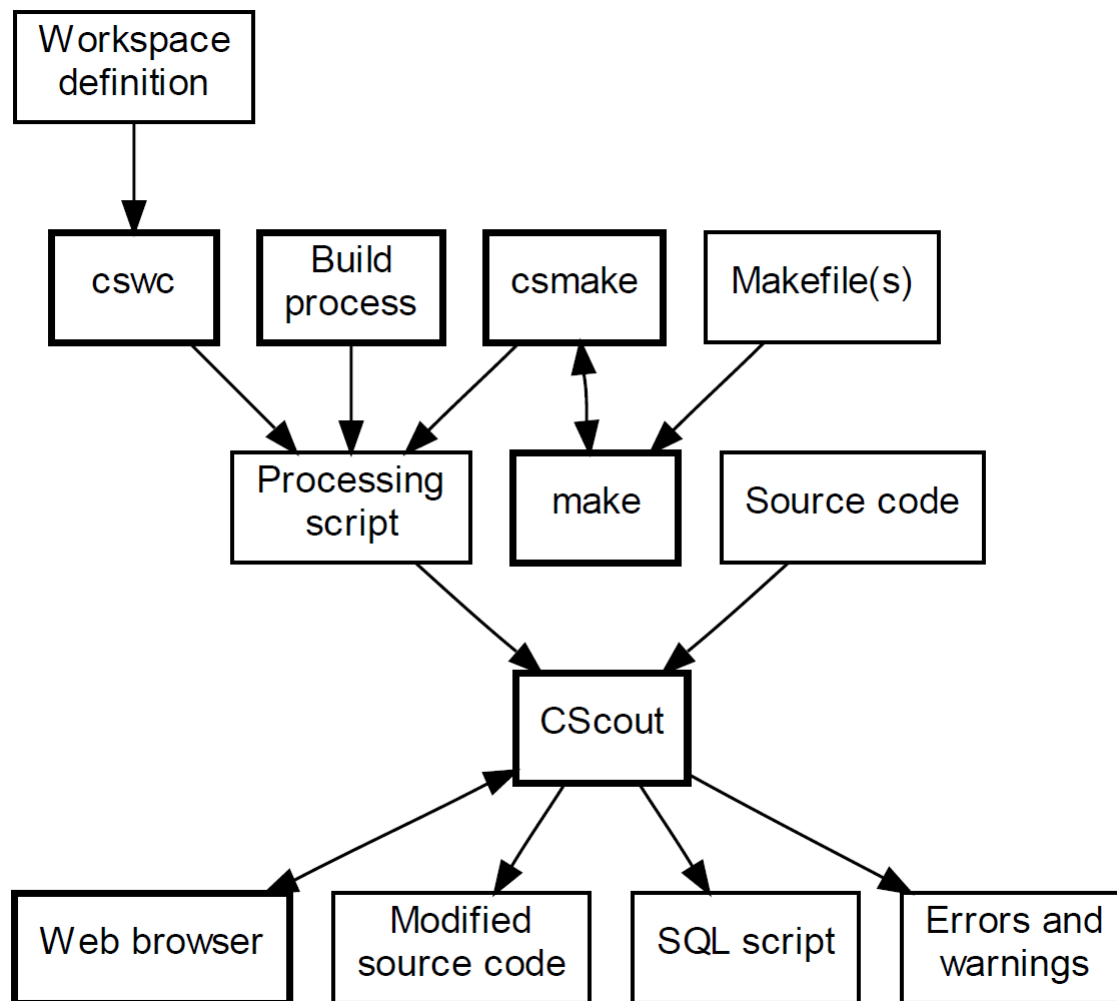 Workspace
definition
cswc
Build
process
csmake
Makefile(s)
Processing
script
make
Source code
CScout
Web browser
Modified
source code
SQL script
Errors and
warnings